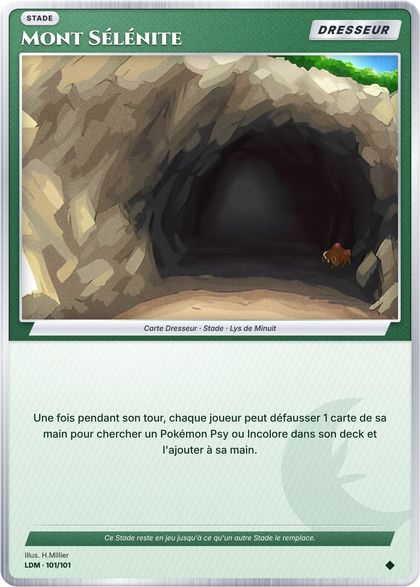 STADE
MONT SÉLÉNITE
DRESSEUR
Carte Dresseur · Stade · Lys de Minuit
Une fois pendant son tour, chaque joueur peut défausser 1 carte de sa
main pour chercher un Pokémon Psy ou Incolore dans son deck et
l'ajouter à sa main.
Ce Stade reste en jeu jusqu'à ce qu'un autre Stade le remplace.
Illus. H.Millier
LDM · 101/101